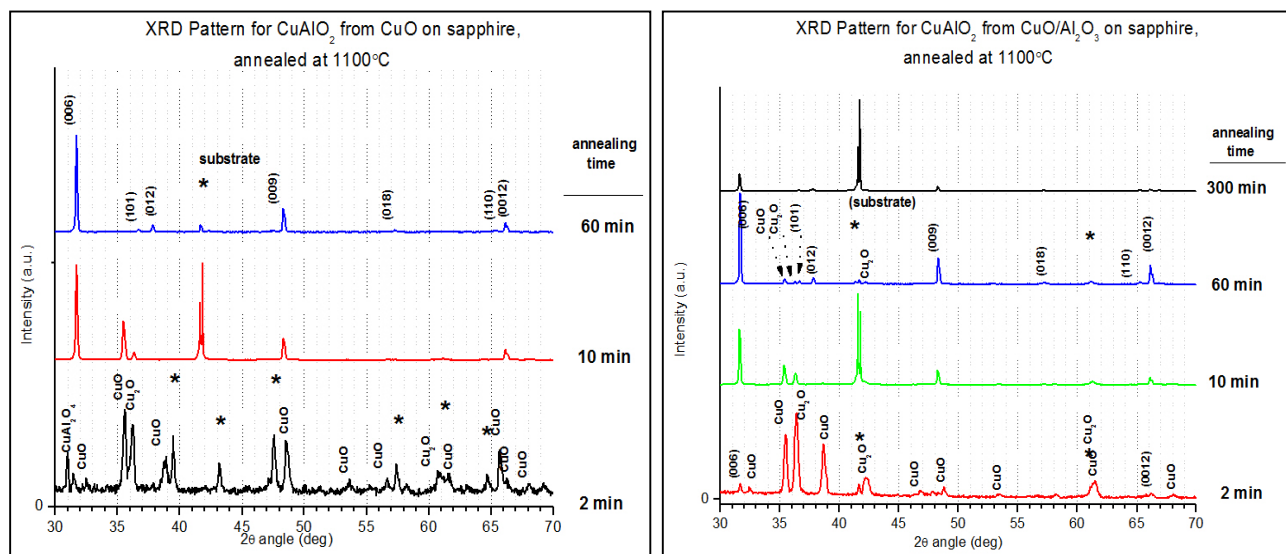 XRD Pattern for CuAlO₂ from CuO on sapphire,
annealed at 1100°C
annealing
time
(006)
(101)
(012)
substrate
*
(009)
(018)
(110)
(0012)
60 min
10 min
CuAl₂O₄
CuO
CuO
Cu₂O
CuO
*
*
*
CuO
CuO
CuO
*
Cu₂O
*
CuO
*
CuO
CuO
CuO
2 min
Intensity (a.u.)
0
30 35 40 45 50 55 60 65 70
2θ angle (deg)
XRD Pattern for CuAlO₂ from CuO/Al₂O₃ on sapphire,
annealed at 1100°C
annealing
time
300 min
(006)
CuO
Cu₂O
(101)
(012)
(substrate)
*
Cu₂O
(009)
(018)
*
(110)
(0012)
60 min
10 min
(006)
CuO
CuO
Cu₂O
CuO
*
Cu₂O
CuO
CuO
CuO
Cu₂O
*
CuO
(0012)
CuO
2 min
Intensity (a.u.)
0
30 35 40 45 50 55 60 65 70
2θ angle (deg)